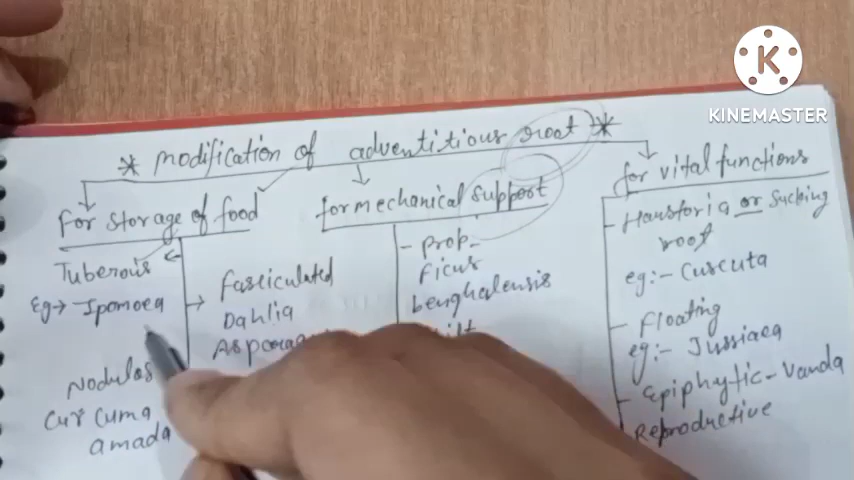 KINEMASTER
* modification of adventitious root *
for storage of food
Tuberous
Eg→ Ipomoea
Nodulos
Curcuma
amada
fasciculated
Dahlia
for mechanical support
- prop.
ficus
benghalensis
for vital functions
- Haustoria or Sucking
root
eg:- Cuscuta
- floating
eg:- Jussiaea
- Epiphytic - Vanda
Reproductive